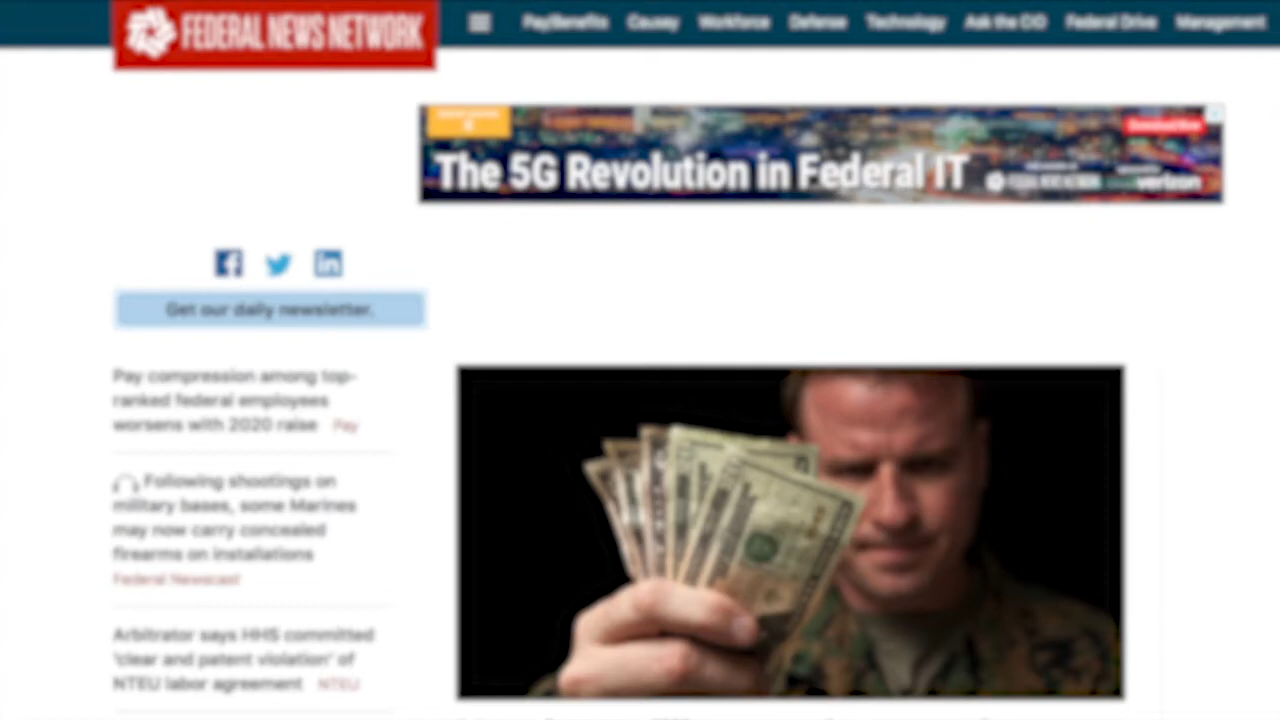 FEDERAL NEWS NETWORK
Pay/Benefits Causey Workforce Defense Technology Ask the CIO Federal Drive Management
The 5G Revolution in Federal IT
verizon
Get our daily newsletter.
Pay compression among top-
ranked federal employees
worsens with 2020 raise Pay
Following shootings on
military bases, some Marines
may now carry concealed
firearms on installations
Federal Newscast
Arbitrator says HHS committed
'clear and patent violation' of
NTEU labor agreement NTEU